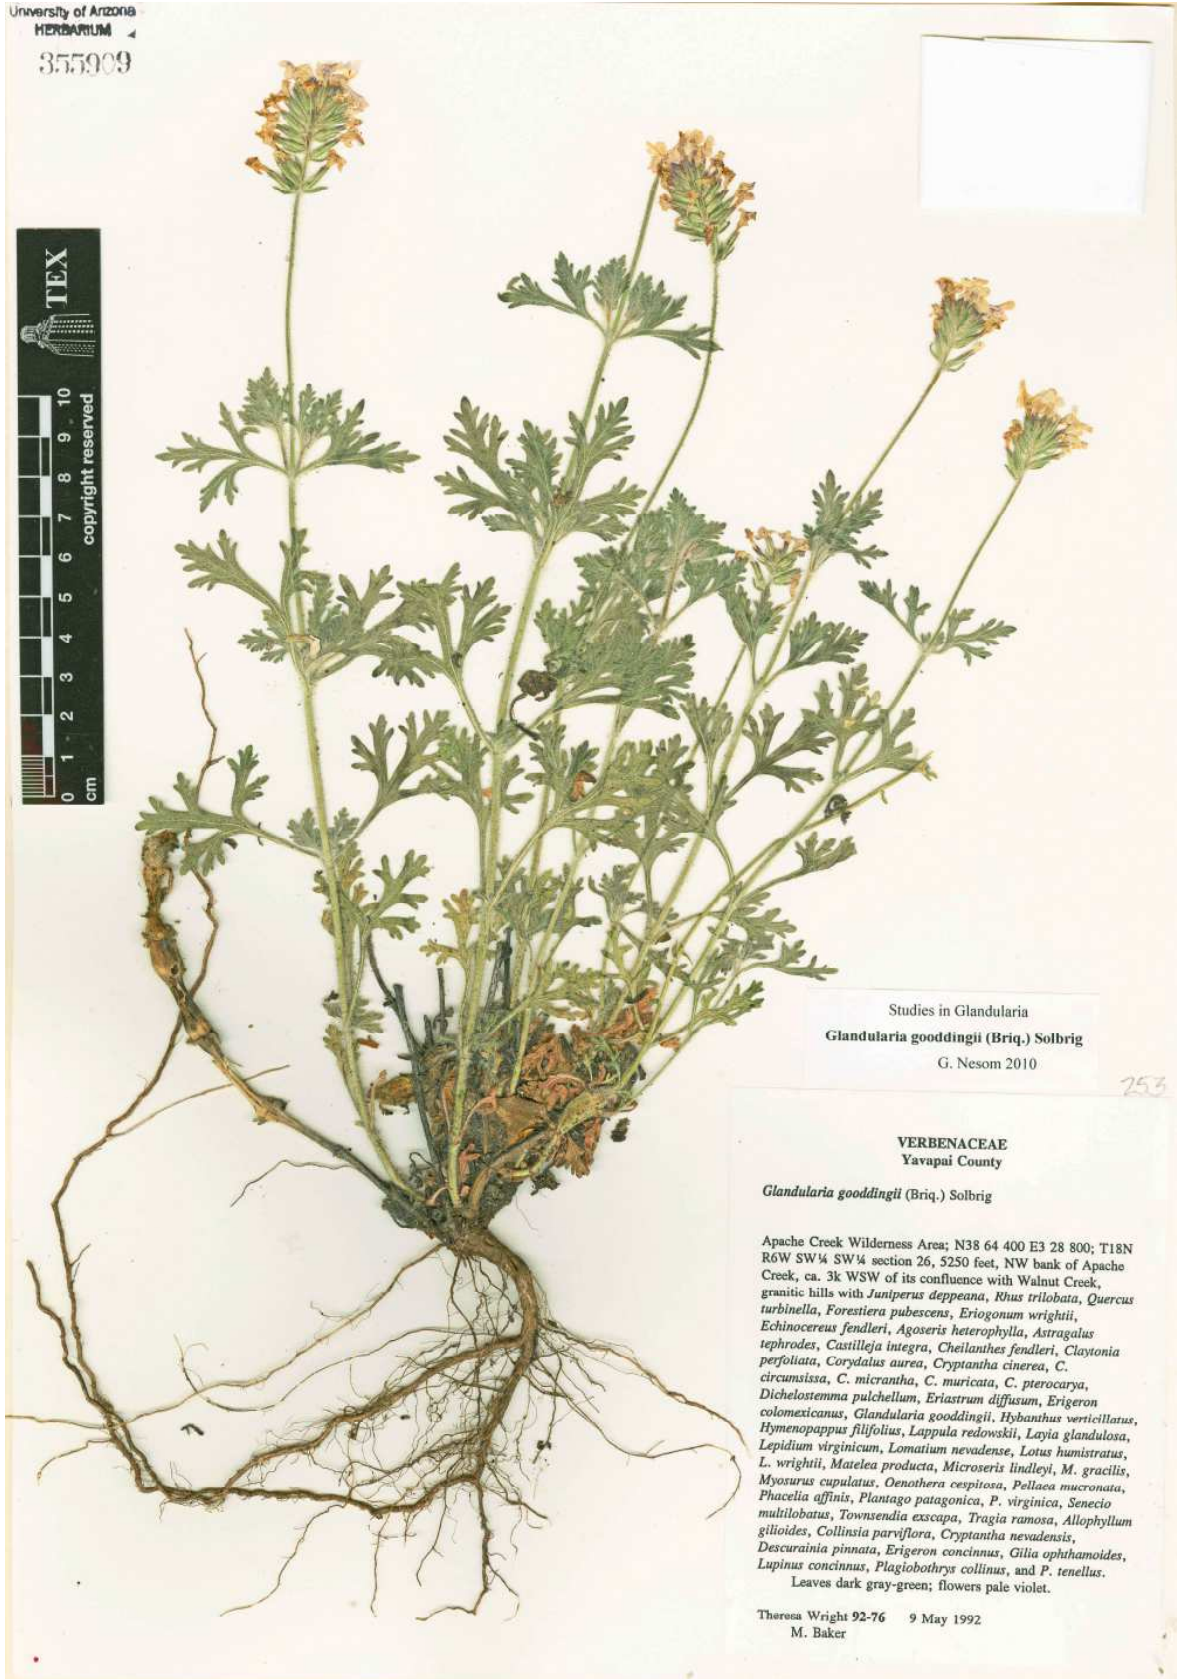 University of Arizona
HERBARIUM
355909
TEX
copyright reserved
0 1 2 3 4 5 6 7 8 9 10
cm
Studies in Glandularia
Glandularia gooddingii (Briq.) Solbrig
G. Nesom 2010
253
VERBENACEAE
Yavapai County
Glandularia gooddingii (Briq.) Solbrig
Apache Creek Wilderness Area; N38 64 400 E3 28 800; T18N
R6W SW¼ SW¼ section 26, 5250 feet, NW bank of Apache
Creek, ca. 3k WSW of its confluence with Walnut Creek,
granitic hills with Juniperus deppeana, Rhus trilobata, Quercus
turbinella, Forestiera pubescens, Eriogonum wrightii,
Echinocereus fendleri, Agoseris heterophylla, Astragalus
tephrodes, Castilleja integra, Cheilanthes fendleri, Claytonia
perfoliata, Corydalus aurea, Cryptantha cinerea, C.
circumsissa, C. micrantha, C. muricata, C. pterocarya,
Dichelostemma pulchellum, Eriastrum diffusum, Erigeron
colomexicanus, Glandularia gooddingii, Hybanthus verticillatus,
Hymenopappus filifolius, Lappula redowskii, Layia glandulosa,
Lepidium virginicum, Lomatium nevadense, Lotus humistratus,
L. wrightii, Matelea producta, Microseris lindleyi, M. gracilis,
Myosurus cupulatus, Oenothera cespitosa, Pellaea mucronata,
Phacelia affinis, Plantago patagonica, P. virginica, Senecio
multilobatus, Townsendia exscapa, Tragia ramosa, Allophyllum
gilioides, Collinsia parviflora, Cryptantha nevadensis,
Descurainia pinnata, Erigeron concinnus, Gilia ophthamoides,
Lupinus concinnus, Plagiobothrys collinus, and P. tenellus.
Leaves dark gray-green; flowers pale violet.
Theresa Wright 92-76 9 May 1992
M. Baker